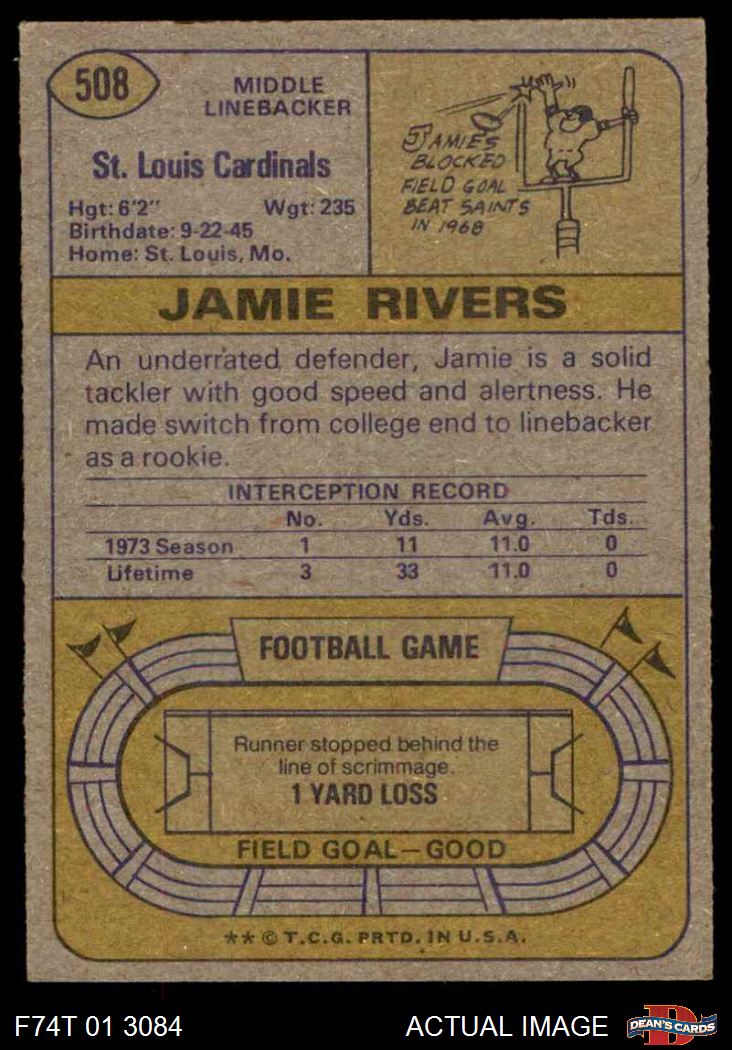 508
MIDDLE
LINEBACKER
St. Louis Cardinals
Hgt: 6'2" Wgt: 235
Birthdate: 9-22-45
Home: St. Louis, Mo.
JAMIE'S
BLOCKED
FIELD GOAL
BEAT SAINTS
IN 1968
JAMIE RIVERS
An underrated defender, Jamie is a solid
tackler with good speed and alertness. He
made switch from college end to linebacker
as a rookie.
INTERCEPTION RECORD
No. Yds. Avg. Tds.
1973 Season 1 11 11.0 0
Lifetime 3 33 11.0 0
FOOTBALL GAME
Runner stopped behind the
line of scrimmage.
1 YARD LOSS
FIELD GOAL—GOOD
** © T.C.G. PRTD. IN U.S.A.
F74T 01 3084 ACTUAL IMAGE
D
DEAN'S CARDS